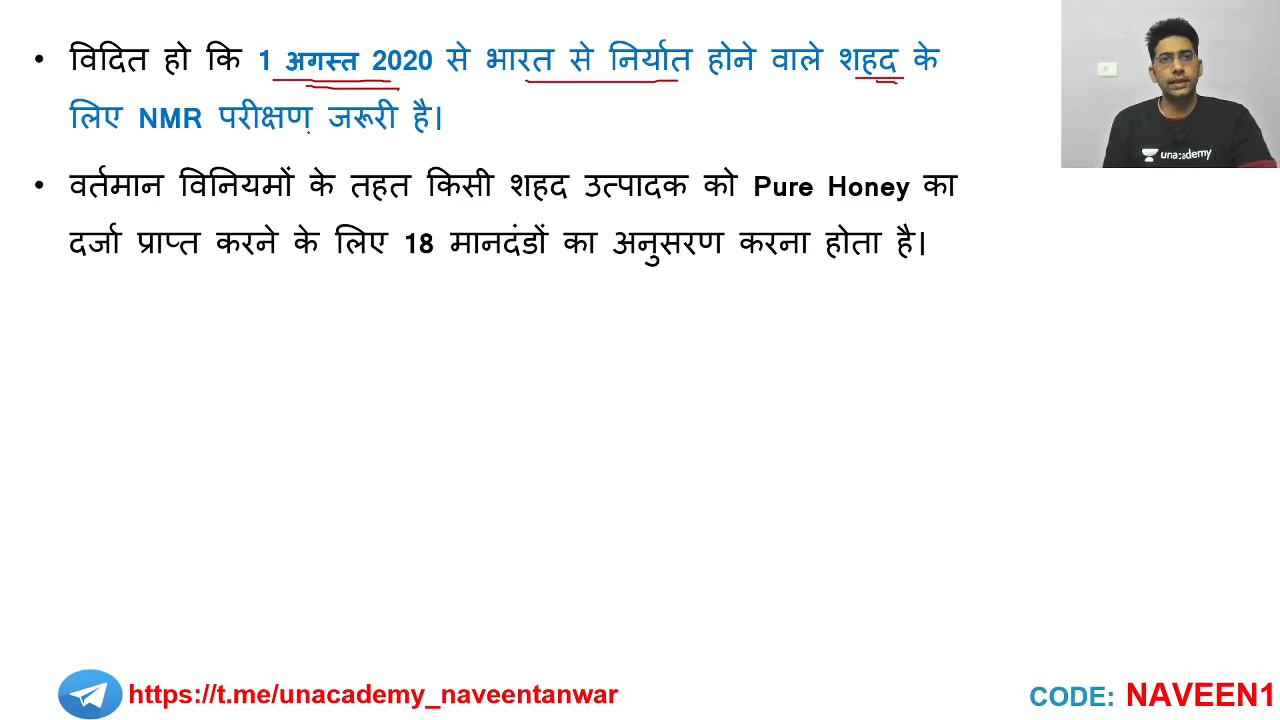 • विदित हो कि 1 अगस्त 2020 से भारत से निर्यात होने वाले शहद के
लिए NMR परीक्षण जरूरी है।
• वर्तमान विनियमों के तहत किसी शहद उत्पादक को Pure Honey का
दर्जा प्राप्त करने के लिए 18 मानदंडों का अनुसरण करना होता है।
unacademy
https://t.me/unacademy_naveentanwar
CODE: NAVEEN1